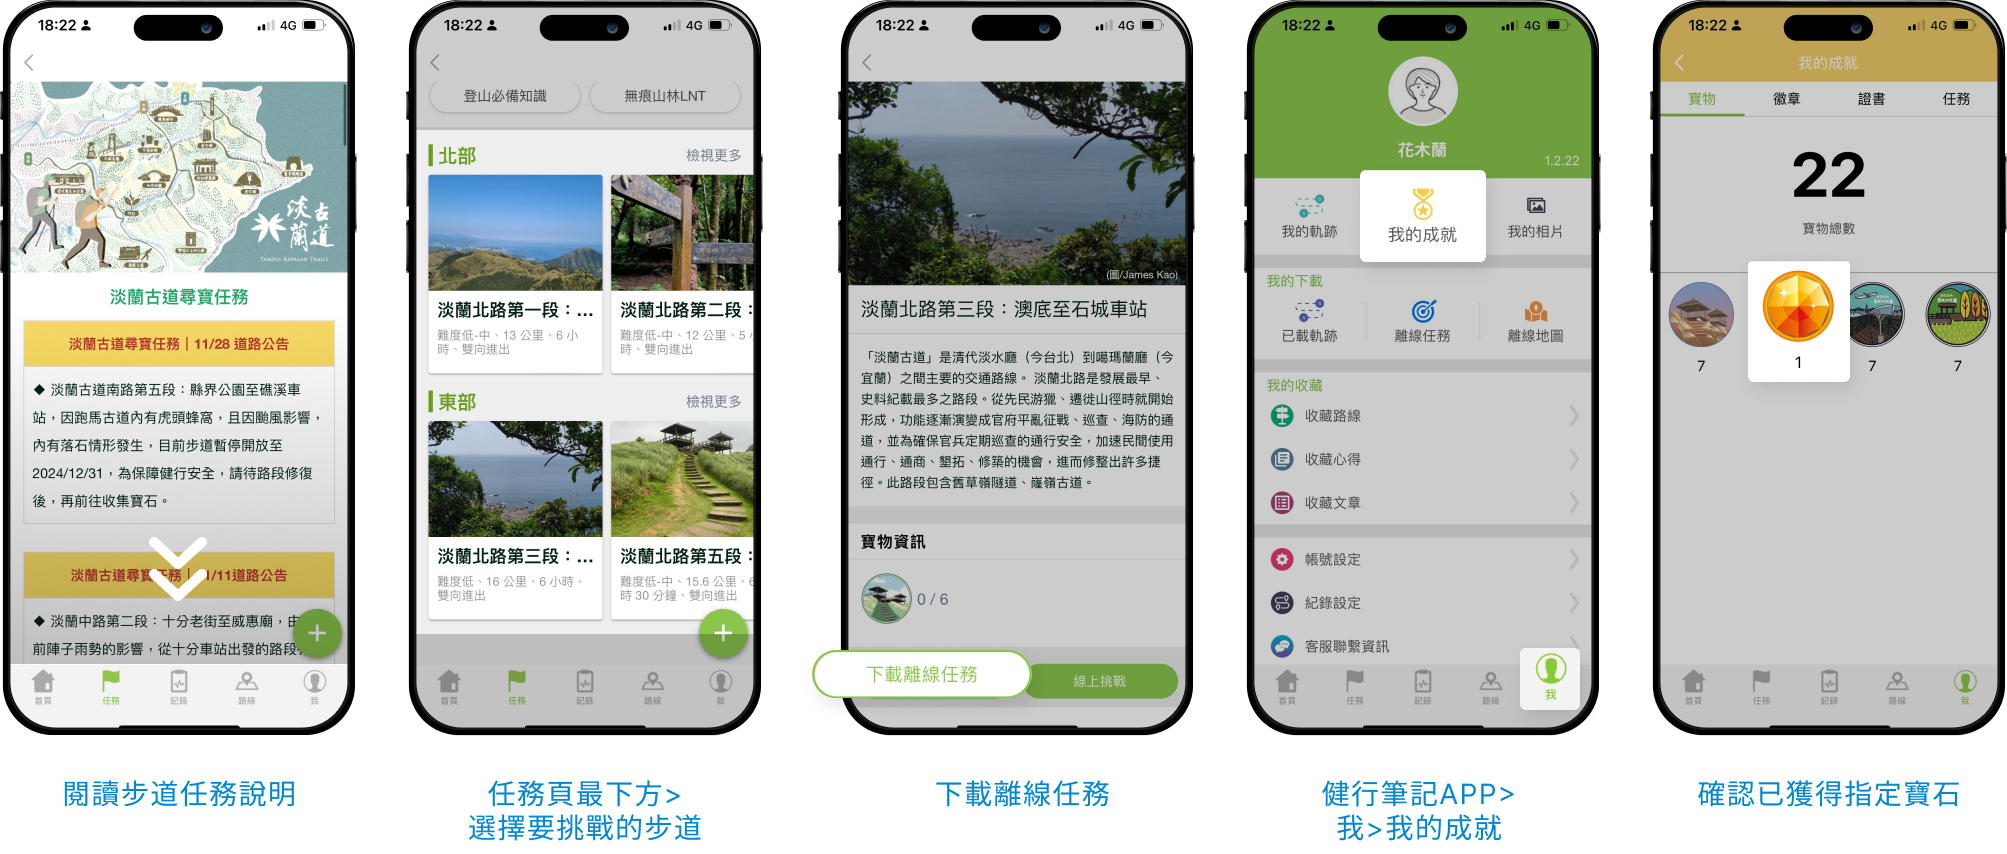 18:22
4G
淡蘭古道
TAMSUI-KAVALAN TRAILS
淡蘭古道尋寶任務
淡蘭古道尋寶任務｜11/28 道路公告
◆ 淡蘭古道南路第五段：縣界公園至礁溪車
站，因跑馬古道內有虎頭蜂窩，且因颱風影響，
內有落石情形發生，目前步道暫停開放至
2024/12/31，為保障健行安全，請待路段修復
後，再前往收集寶石。
◆ 淡蘭中路第二段：十分老街至威惠廟，由
前陣子雨勢的影響，從十分車站出發的路段
首頁
任務
記錄
路線
我
閱讀步道任務說明
18:22
4G
登山必備知識
無痕山林LNT
北部
檢視更多
淡蘭北路第一段：...
難度低-中、13 公里、6 小
時、雙向進出
淡蘭北路第二段：
難度低-中、12 公里、5
時、雙向進出
東部
檢視更多
淡蘭北路第三段：...
難度低、16 公里、6 小時、
雙向進出
淡蘭北路第五段：
難度低-中、15.6 公里、6
時 30 分鐘、雙向進出
首頁
任務
記錄
路線
我
任務頁最下方>
選擇要挑戰的步道
18:22
4G
(圖/James Kao)
淡蘭北路第三段：澳底至石城車站
「淡蘭古道」是清代淡水廳（今台北）到噶瑪蘭廳（今
宜蘭）之間主要的交通路線。 淡蘭北路是發展最早、
史料紀載最多之路段。從先民游獵、遷徙山徑時就開始
形成，功能逐漸演變成官府平亂征戰、巡查、海防的通
道，並為確保官兵定期巡查的通行安全，加速民間使用
通行、通商、墾拓、修築的機會，進而修整出許多捷
徑。此路段包含舊草嶺隧道、嶐嶺古道。
寶物資訊
0 / 6
下載離線任務
線上挑戰
下載離線任務
18:22
4G
花木蘭
1.2.22
我的軌跡
我的成就
我的相片
我的下載
已載軌跡
離線任務
離線地圖
我的收藏
收藏路線
收藏心得
收藏文章
帳號設定
紀錄設定
客服聯繫資訊
首頁
任務
記錄
路線
我
健行筆記APP>
我>我的成就
18:22
4G
我的成就
寶物
徽章
證書
任務
22
寶物總數
7
1
7
7
首頁
任務
記錄
路線
我
確認已獲得指定寶石